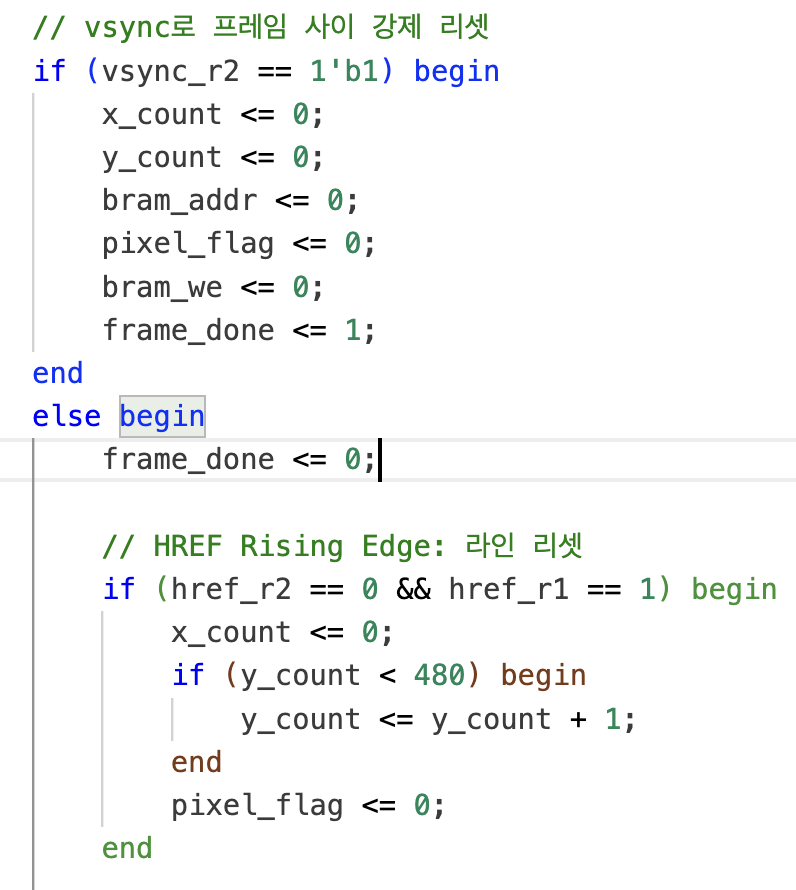 // vsync로 프레임 사이 강제 리셋
if (vsync_r2 == 1'b1) begin
x_count <= 0;
y_count <= 0;
bram_addr <= 0;
pixel_flag <= 0;
bram_we <= 0;
frame_done <= 1;
end
else begin
frame_done <= 0;
// HREF Rising Edge: 라인 리셋
if (href_r2 == 0 && href_r1 == 1) begin
x_count <= 0;
if (y_count < 480) begin
y_count <= y_count + 1;
end
pixel_flag <= 0;
end